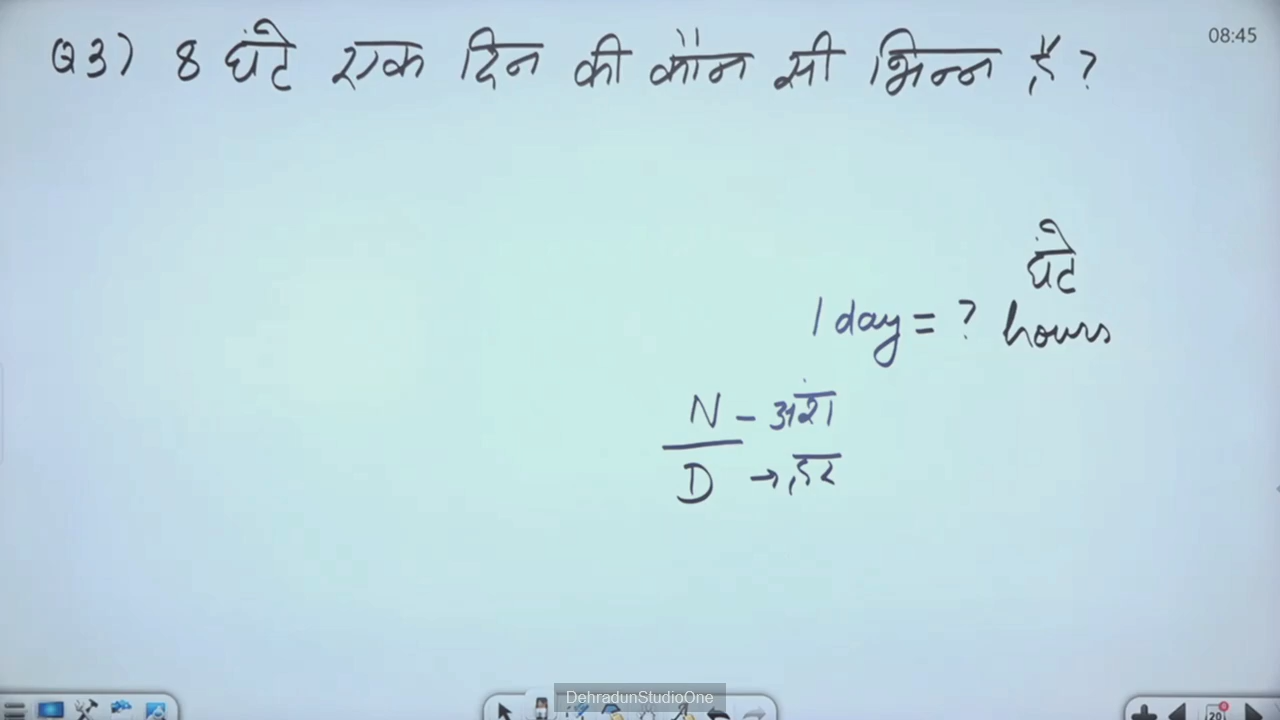 08:45
Q3) 8 घंटे एक दिन की कौन सी भिन्न है ?
घंटे
1 day = ? hours
N - अंश
D → हर
DehradunStudioOne
20